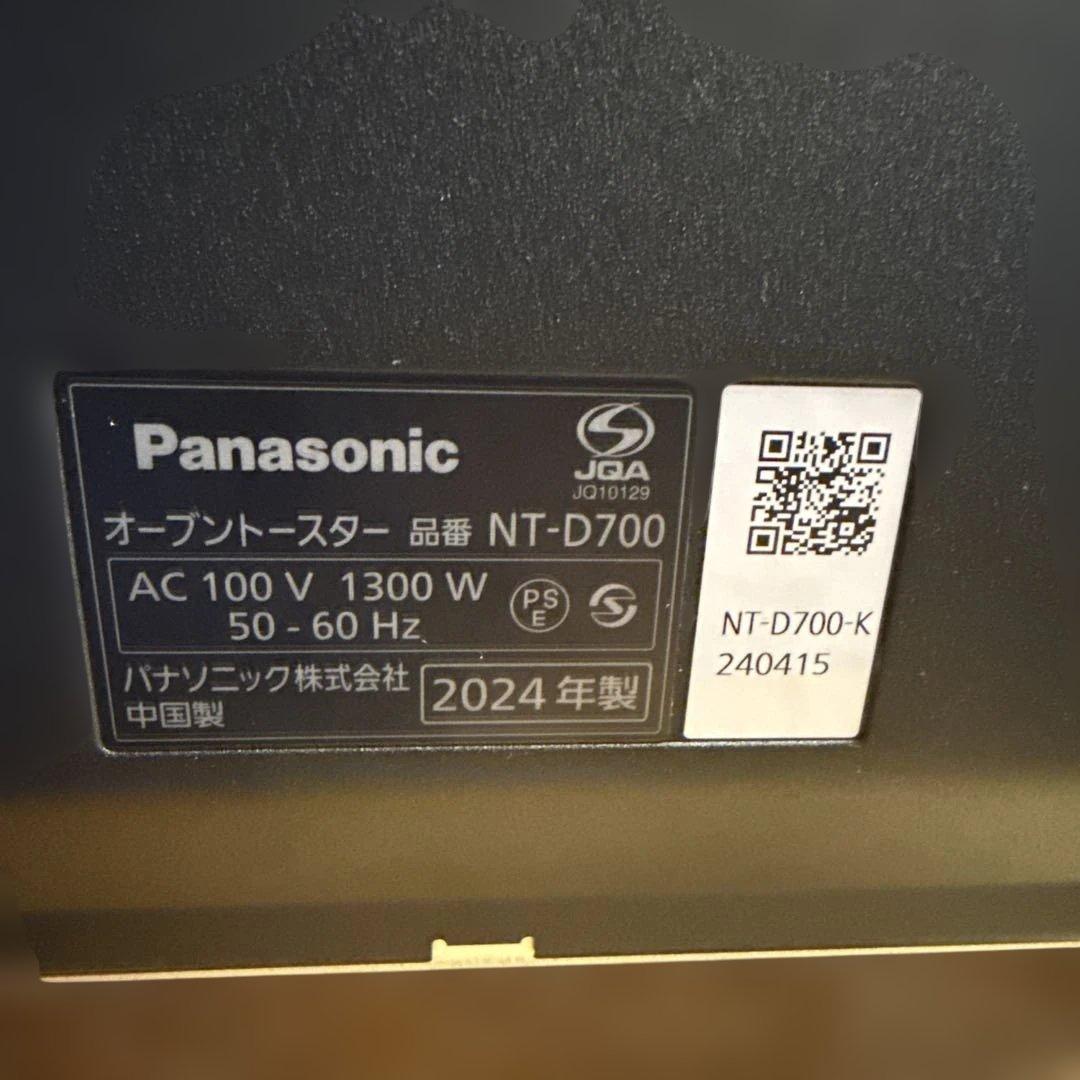 Panasonic
JQA
JQ10129
オーブントースター 品番 NT-D700
AC 100 V 1300 W
50 - 60 Hz
PS
E
パナソニック株式会社
中国製
2024 年製
NT-D700-K
240415